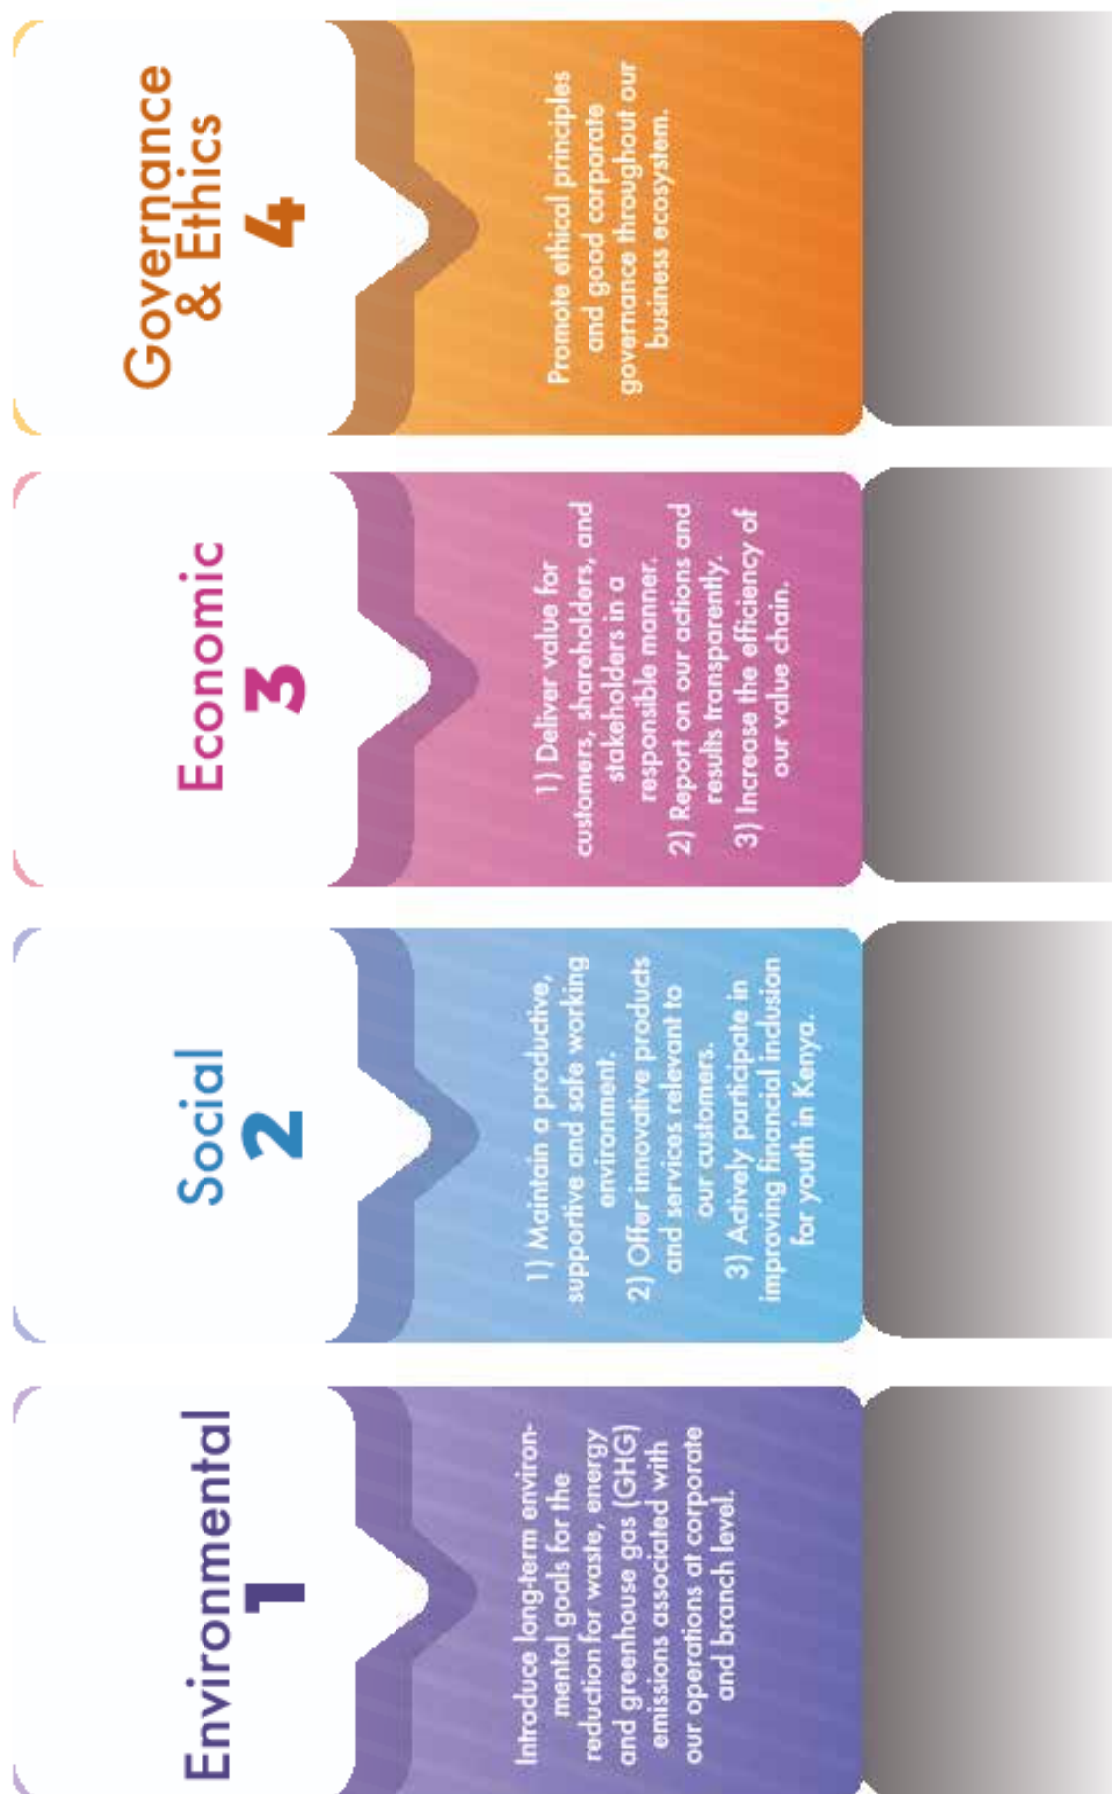 Environmental
1
Introduce long-term environ-
mental goals for the
reduction for waste, energy
and greenhouse gas (GHG)
emissions associated with
our operations at corporate
and branch level.
Social
2
1) Maintain a productive,
supportive and safe working
environment.
2) Offer innovative products
and services relevant to
our customers.
3) Actively participate in
improving financial inclusion
for youth in Kenya.
Economic
3
1) Deliver value for
customers, shareholders, and
stakeholders in a
responsible manner.
2) Report on our actions and
results transparently.
3) Increase the efficiency of
our value chain.
Governance
& Ethics
4
Promote ethical principles
and good corporate
governance throughout our
business ecosystem.